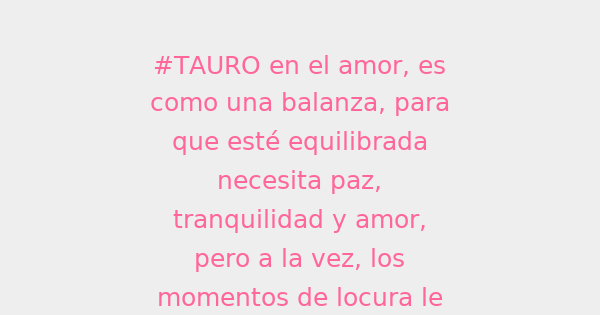 #TAURO en el amor, es
como una balanza, para
que esté equilibrada
necesita paz,
tranquilidad y amor,
pero a la vez, los
momentos de locura le